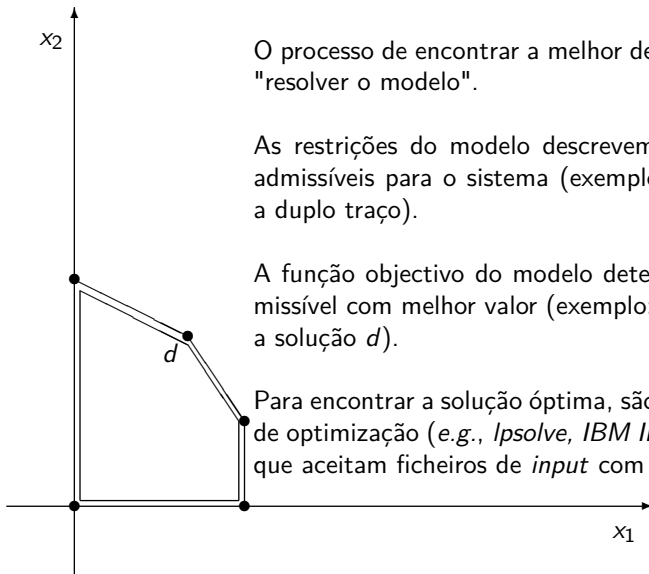 x2
O processo de encontrar a melhor de
"resolver o modelo".
As restrições do modelo descrevem
admissíveis para o sistema (exempl
a duplo traço).
A função objectivo do modelo dete
missível com melhor valor (exemplo:
a solução d).
d
Para encontrar a solução óptima, são
de optimização (e.g., lpsolve, IBM I
que aceitam ficheiros de input com
x1